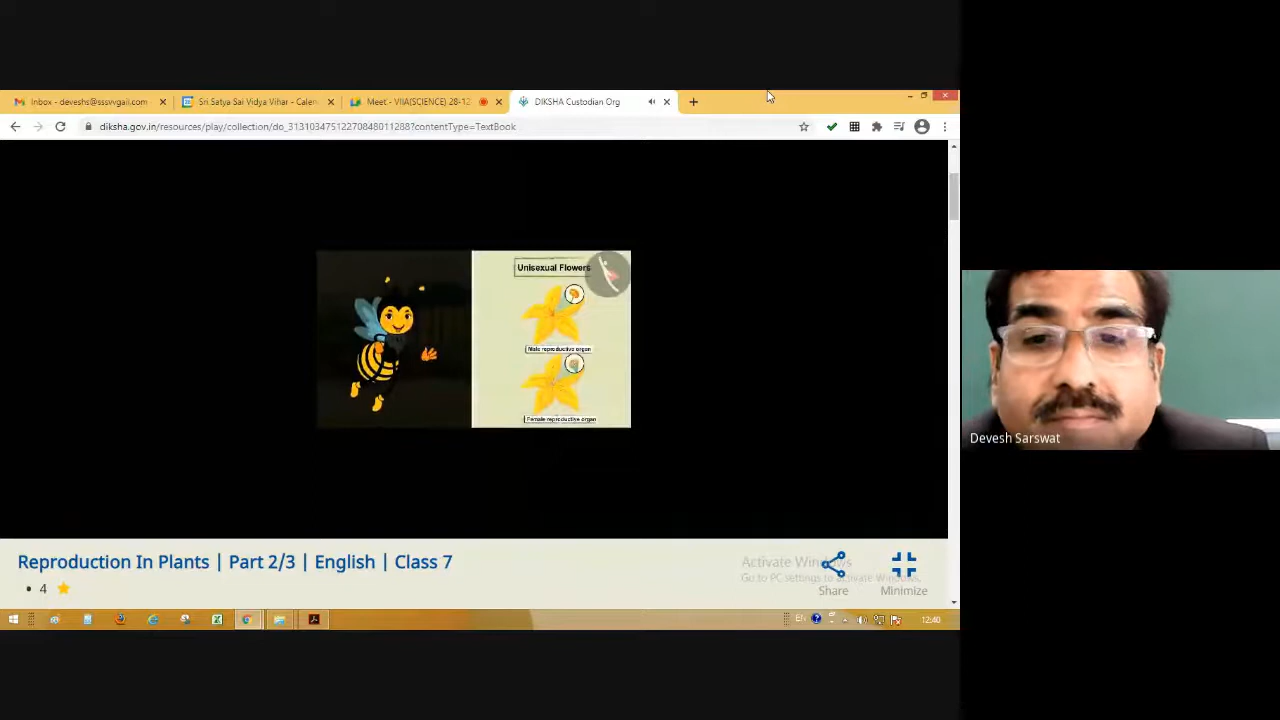 Inbox - deveshs@sssvvgail.com
Sri Satya Sai Vidya Vihar - Calen
Meet - VIIA(SCIENCE) 28-12
DIKSHA Custodian Org
diksha.gov.in/resources/play/collection/do_31310347512270848011288?contentType=TextBook
Unisexual Flowers
Male reproductive organ
Female reproductive organ
Devesh Sarswat
Reproduction In Plants | Part 2/3 | English | Class 7
4
Activate Windows
Go to PC settings to activate Windows.
Share
Minimize
EN
12:40